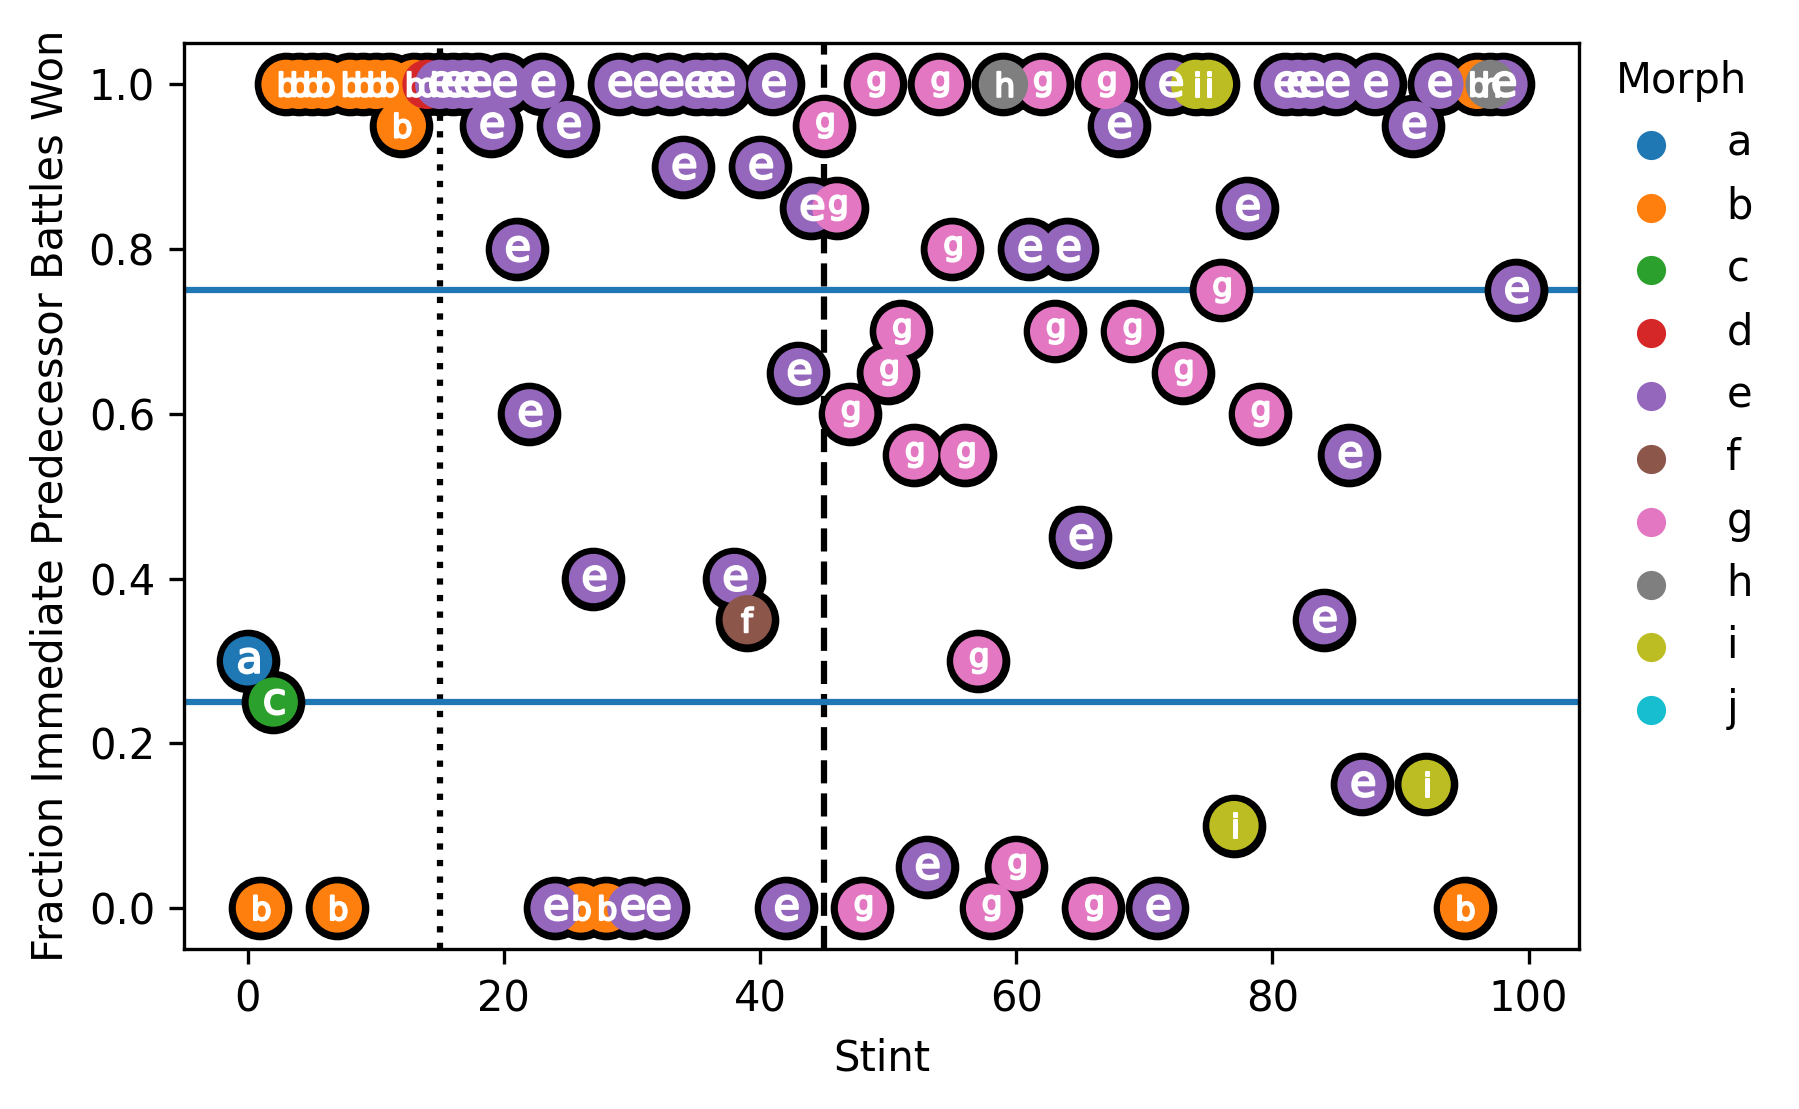 Fraction Immediate Predecessor Battles Won
1.0
0.8
0.6
0.4
0.2
0.0
b b b b b b b b e e e e e e e e e e e e g g h g g e i i e e e e e e b e
b e e g e e
e e
e g e
e g e e
g e
g g g
e g g
e g g
e g g e
e
e e
f e
a g
c
e i
i
e g
b b e b b e e e g g g e b
0 20 40 60 80 100
Stint
Morph
a
b
c
d
e
f
g
h
i
j